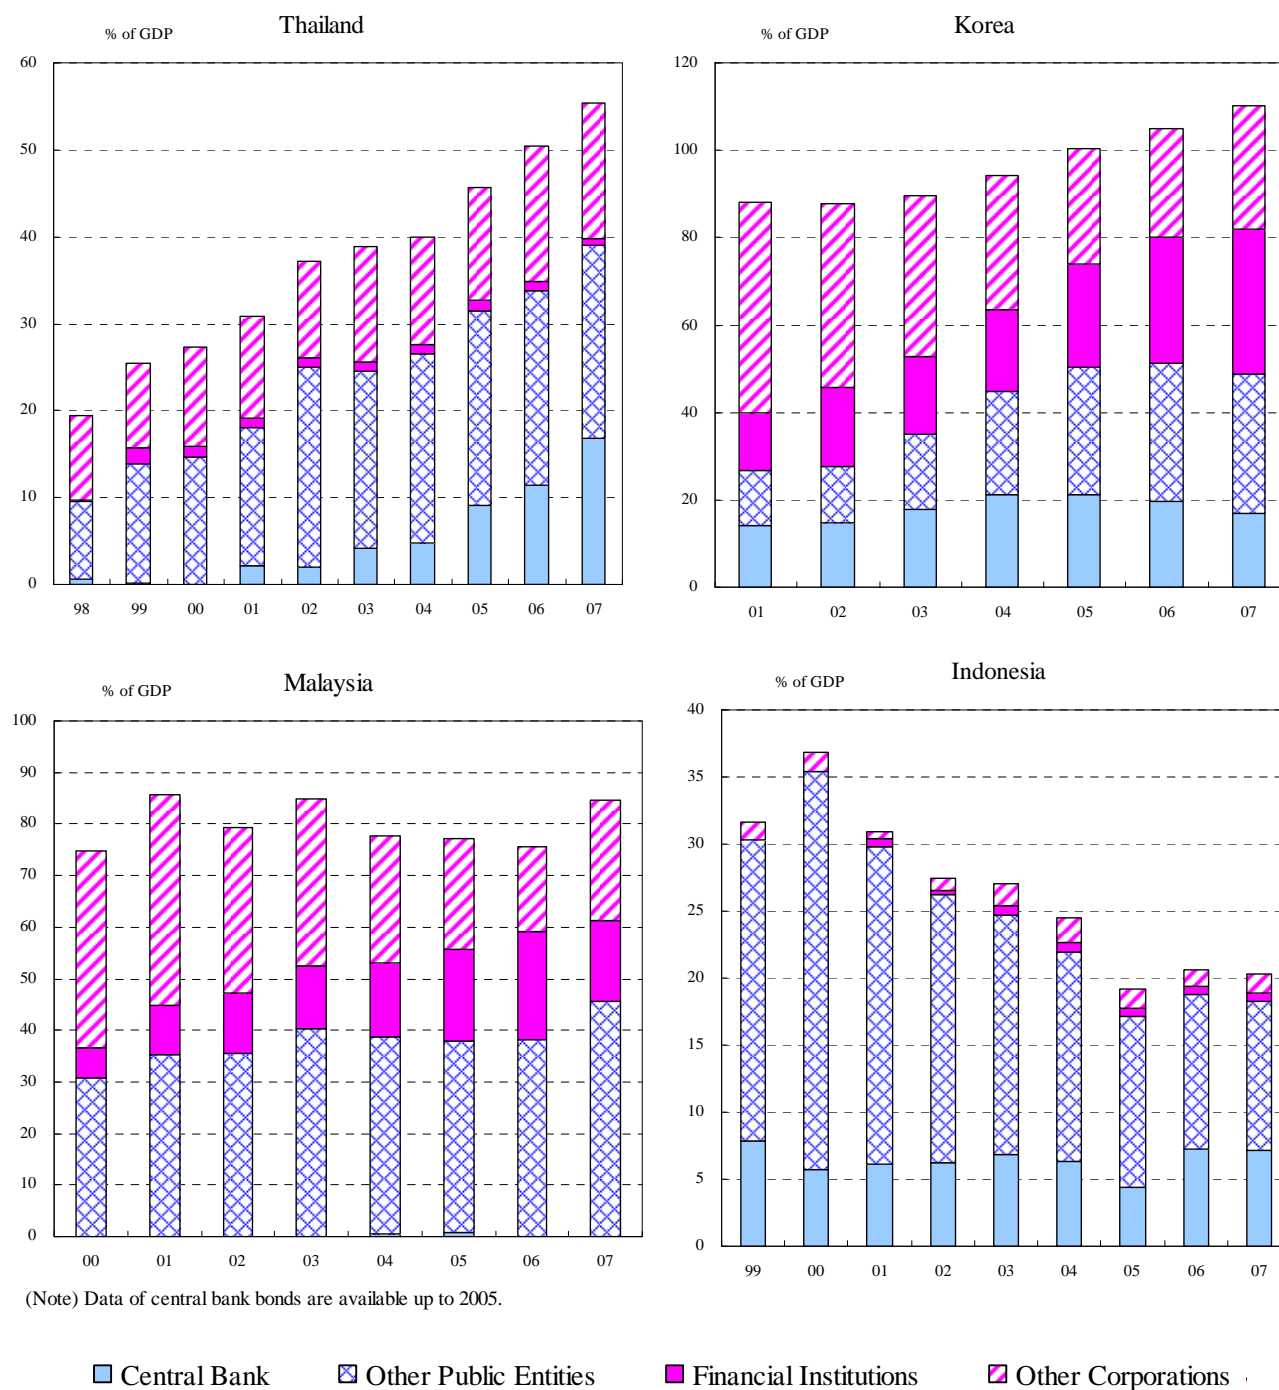 Thailand
% of GDP
60
50
40
30
20
10
0
98 99 00 01 02 03 04 05 06 07
Korea
% of GDP
120
100
80
60
40
20
0
01 02 03 04 05 06 07
Malaysia
% of GDP
100
90
80
70
60
50
40
30
20
10
0
00 01 02 03 04 05 06 07
(Note) Data of central bank bonds are available up to 2005.
Indonesia
% of GDP
40
35
30
25
20
15
10
5
0
99 00 01 02 03 04 05 06 07
Central Bank Other Public Entities Financial Institutions Other Corporations